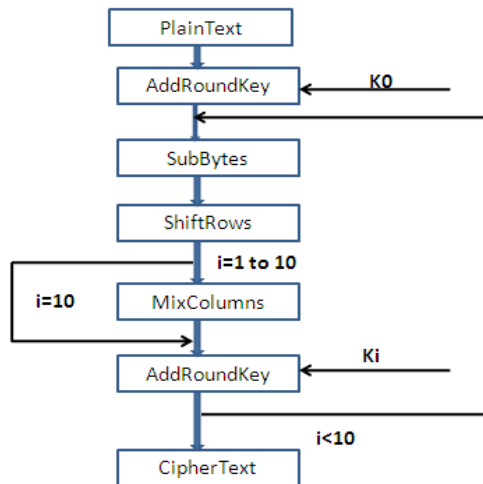 PlainText
AddRoundKey
K0
SubBytes
ShiftRows
i=1 to 10
i=10
MixColumns
Ki
AddRoundKey
i<10
CipherText